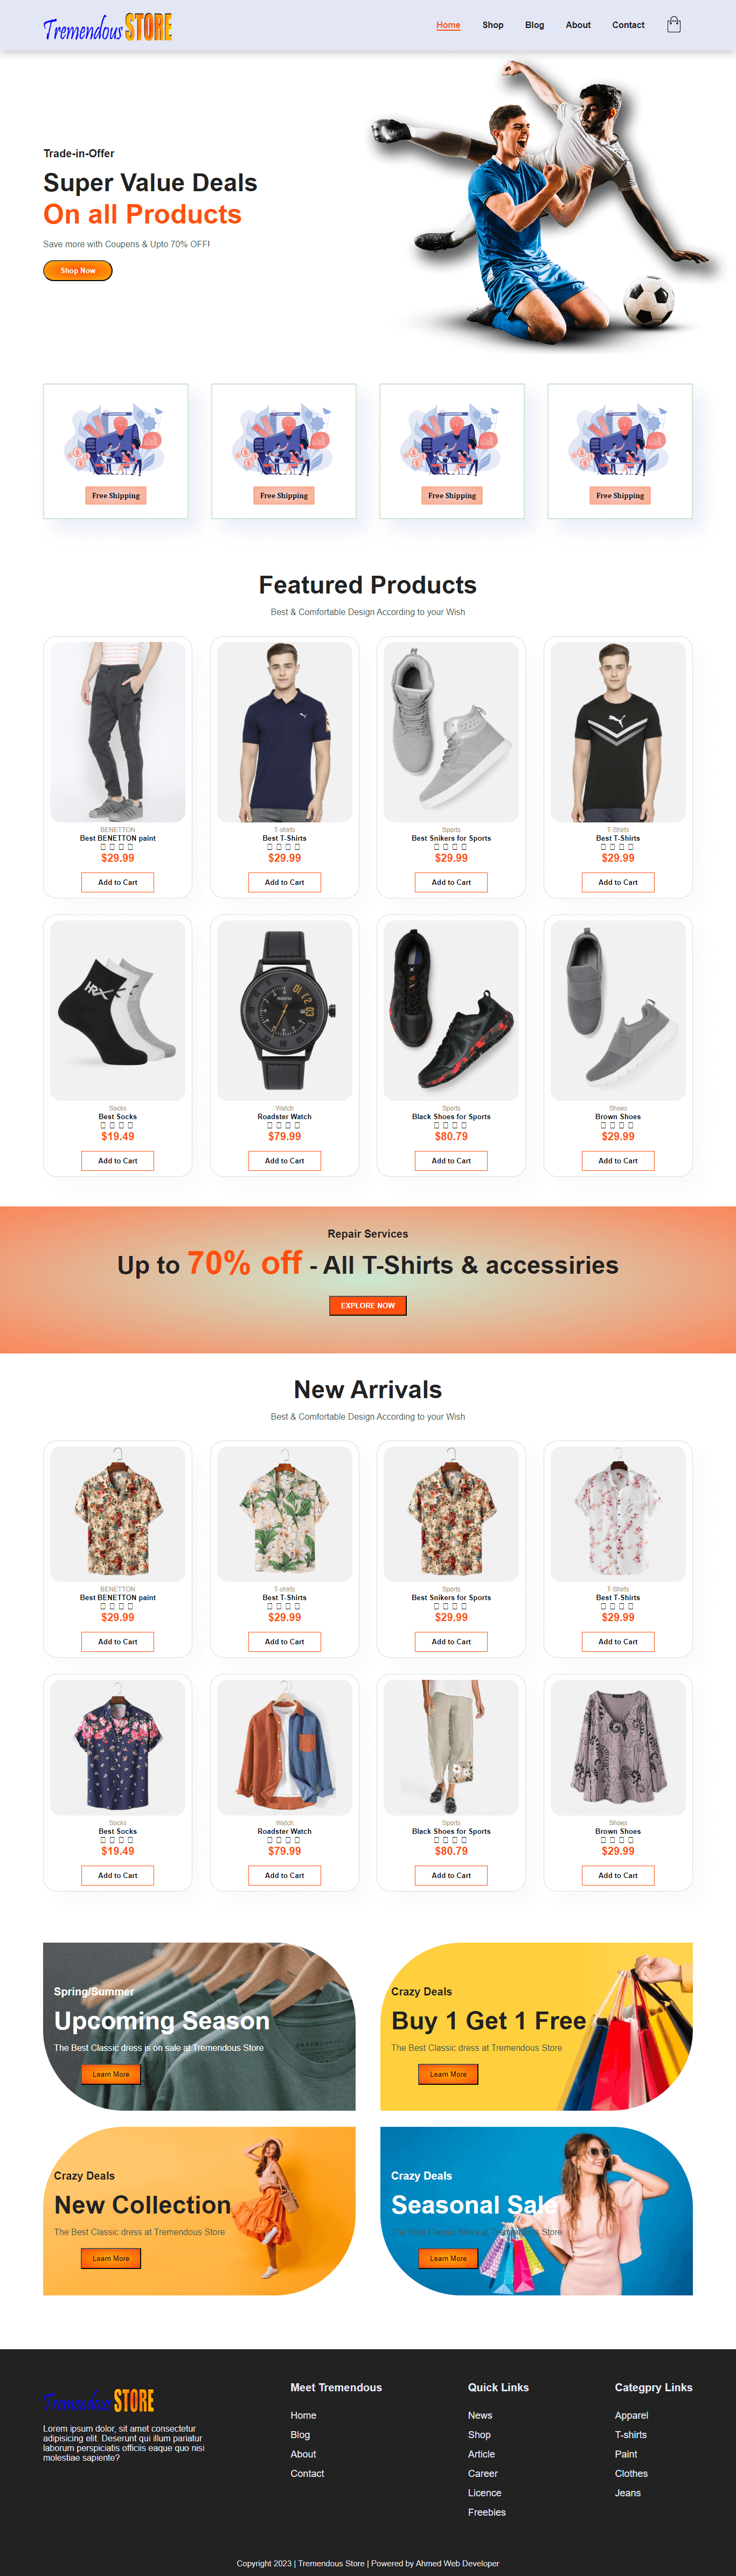 Tremendous STORE
Home Shop Blog About Contact
Trade-in-Offer
Super Value Deals
On all Products
Save more with Coupens & Upto 70% OFF!
Shop Now
Free Shipping Free Shipping Free Shipping Free Shipping
Featured Products
Best & Comfortable Design According to your Wish
BENETTON T-shirts Sports T-Shirts
Best BENETTON paint Best T-Shirts Best Snikers for Sports Best T-Shirts
$29.99 $29.99 $29.99 $29.99
Add to Cart Add to Cart Add to Cart Add to Cart
HRX
Socks Watch Sports Shoes
Best Socks Roadster Watch Black Shoes for Sports Brown Shoes
$19.49 $79.99 $80.79 $29.99
Add to Cart Add to Cart Add to Cart Add to Cart
Repair Services
Up to 70% off - All T-Shirts & accessiries
EXPLORE NOW
New Arrivals
Best & Comfortable Design According to your Wish
BENETTON T-shirts Sports T-Shirts
Best BENETTON paint Best T-Shirts Best Snikers for Sports Best T-Shirts
$29.99 $29.99 $29.99 $29.99
Add to Cart Add to Cart Add to Cart Add to Cart
Socks Watch Sports Shoes
Best Socks Roadster Watch Black Shoes for Sports Brown Shoes
$19.49 $79.99 $80.79 $29.99
Add to Cart Add to Cart Add to Cart Add to Cart
Spring/Summer
Upcoming Season
The Best Classic dress is on sale at Tremendous Store
Learn More
Crazy Deals
Buy 1 Get 1 Free
The Best Classic dress at Tremendous Store
Learn More
Crazy Deals
New Collection
The Best Classic dress at Tremendous Store
Learn More
Crazy Deals
Seasonal Sale
The Best Classic dress at Tremendous Store
Learn More
Tremendous STORE
Lorem ipsum dolor, sit amet consectetur
adipisicing elit. Deserunt qui illum pariatur
laborum perspiciatis officiis eaque quo nisi
molestiae sapiente?
Meet Tremendous
Home
Blog
About
Contact
Quick Links
News
Shop
Article
Career
Licence
Freebies
Categpry Links
Apparel
T-shirts
Paint
Clothes
Jeans
Copyright 2023 | Tremendous Store | Powered by Ahmed Web Developer